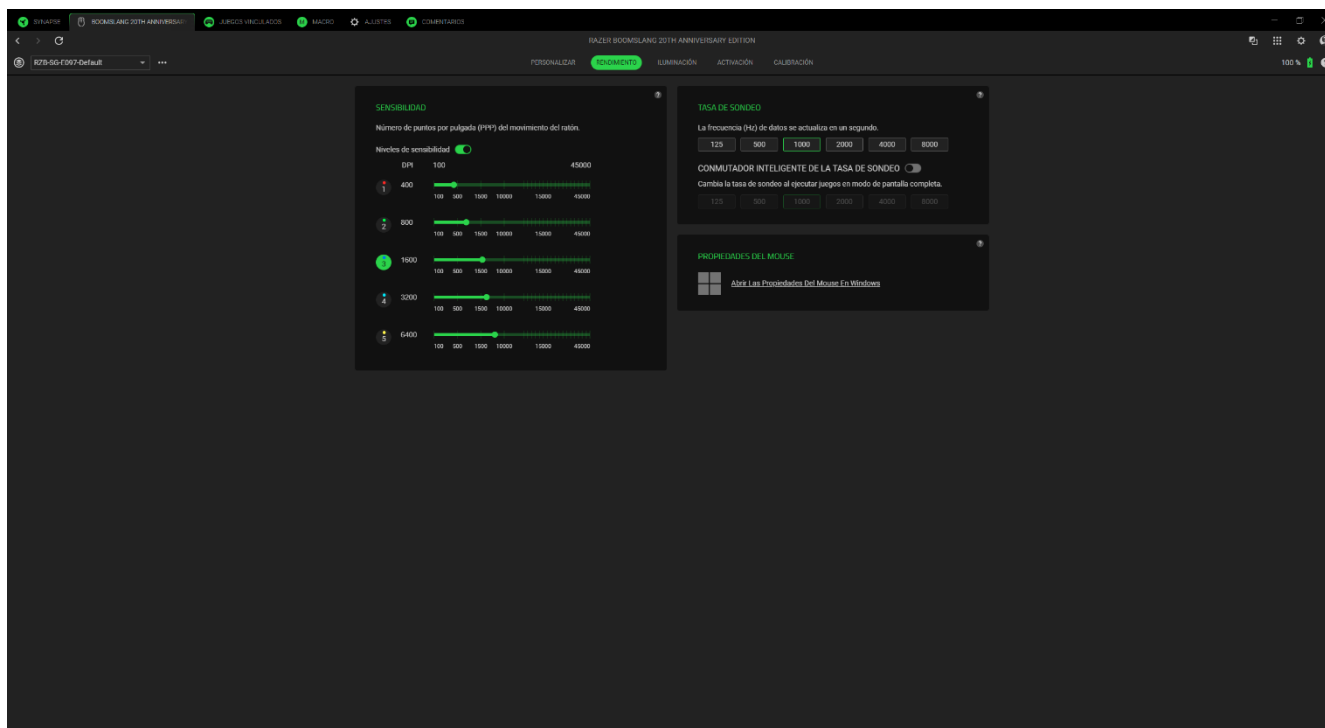 SYNAPSE
BOOMSLANG 20TH ANNIVERSARY
JUEGOS VINCULADOS
MACRO
AJUSTES
COMENTARIOS
RAZER BOOMSLANG 20TH ANNIVERSARY EDITION
RZB-SG-E097-Default
PERSONALIZAR
RENDIMIENTO
ILUMINACIÓN
ACTIVACIÓN
CALIBRACIÓN
100 %
SENSIBILIDAD
Número de puntos por pulgada (PPP) del movimiento del ratón.
Niveles de sensibilidad
DPI 100 45000
1 400
100 500 1500 10000 15000 45000
2 800
100 500 1500 10000 15000 45000
3 1600
100 500 1500 10000 15000 45000
4 3200
100 500 1500 10000 15000 45000
5 6400
100 500 1500 10000 15000 45000
TASA DE SONDEO
La frecuencia (Hz) de datos se actualiza en un segundo.
125 500 1000 2000 4000 8000
CONMUTADOR INTELIGENTE DE LA TASA DE SONDEO
Cambia la tasa de sondeo al ejecutar juegos en modo de pantalla completa.
125 500 1000 2000 4000 8000
PROPIEDADES DEL MOUSE
Abrir Las Propiedades Del Mouse En Windows